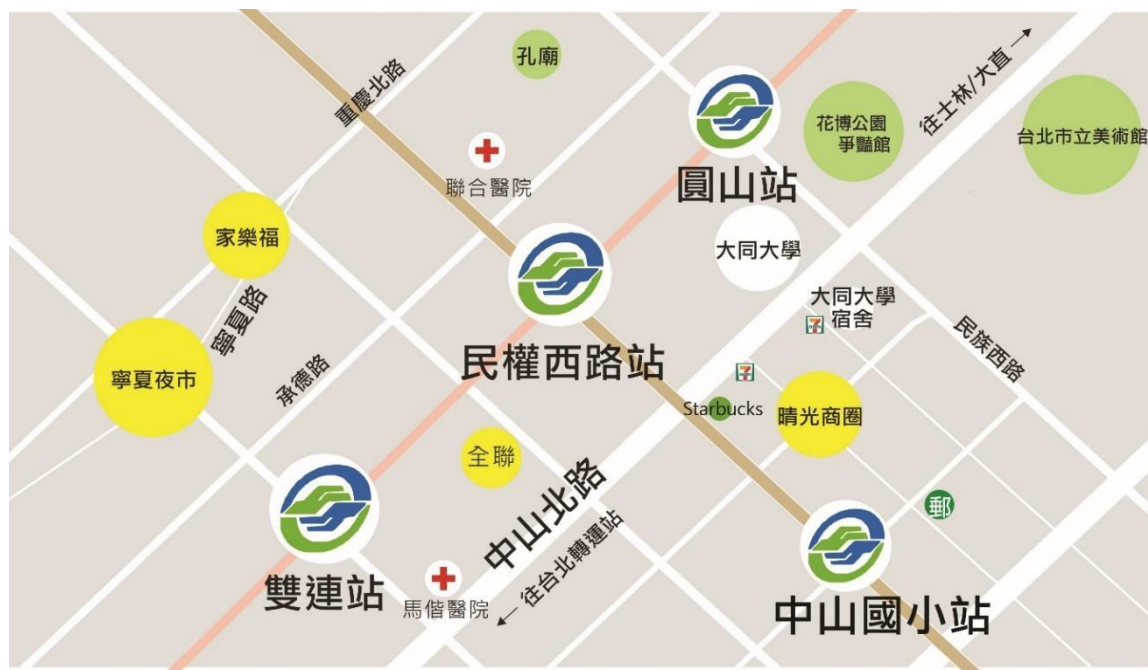 孔廟
重慶北路
往士林/大直 →
花博公園
爭豔館
台北市立美術館
聯合醫院
圓山站
家樂福
大同大學
大同大學
宿舍
7
寧夏路
民族西路
民權西路站
承德路
寧夏夜市
7
Starbucks
晴光商圈
全聯
中山北路
郵
← 往台北轉運站
雙連站
馬偕醫院
中山國小站